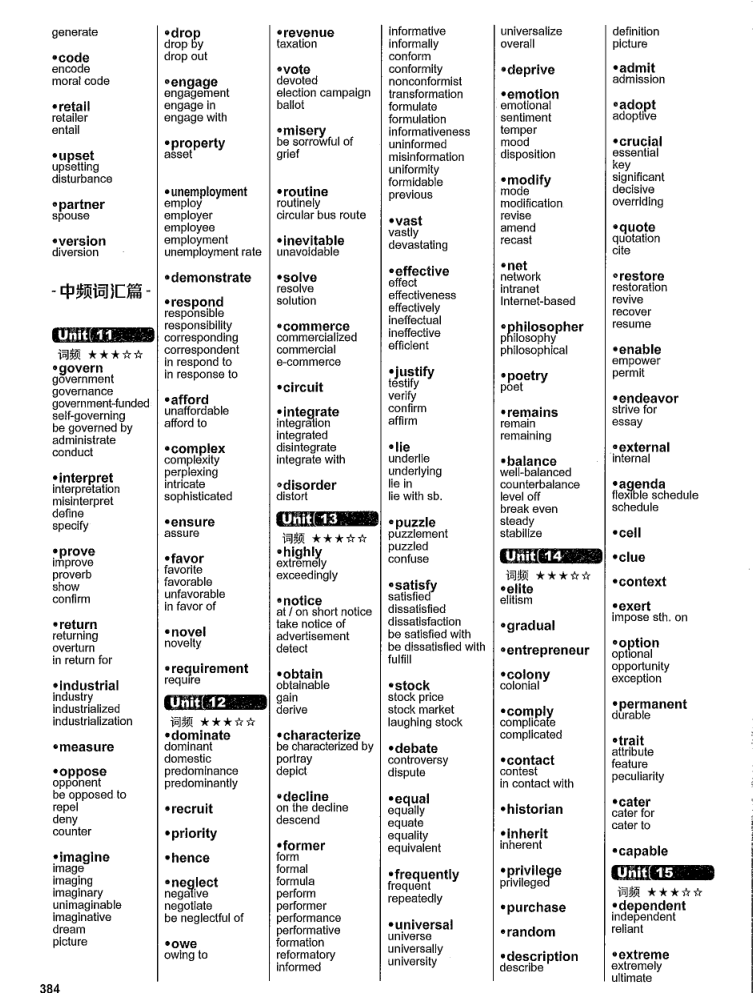 generate
•code
encode
moral code
•retail
retailer
entail
•upset
upsetting
disturbance
•partner
spouse
•version
diversion
- 中频词汇篇 -
Unit 11
词频 ★★★☆☆
•govern
government
governance
government-funded
self-governing
be governed by
administrate
conduct
•interpret
interpretation
misinterpret
define
specify
•prove
improve
proverb
show
confirm
•return
returning
overturn
in return for
•industrial
industry
industrialized
industrialization
•measure
•oppose
opponent
be opposed to
repel
deny
counter
•imagine
image
imaging
imaginary
unimaginable
imaginative
dream
picture
•drop
drop by
drop out
•engage
engagement
engage in
engage with
•property
asset
•unemployment
employ
employer
employee
employment
unemployment rate
•demonstrate
•respond
responsible
responsibility
corresponding
correspondent
in respond to
in response to
•afford
unaffordable
afford to
•complex
complexity
perplexing
intricate
sophisticated
•ensure
assure
•favor
favorite
favorable
unfavorable
in favor of
•novel
novelty
•requirement
require
Unit 12
词频 ★★★☆☆
•dominate
dominant
domestic
predominance
predominantly
•recruit
•priority
•hence
•neglect
negative
negotiate
be neglectful of
•owe
owing to
•revenue
taxation
•vote
devoted
election campaign
ballot
•misery
be sorrowful of
grief
•routine
routinely
circular bus route
•inevitable
unavoidable
•solve
resolve
solution
•commerce
commercialized
commercial
e-commerce
•circuit
•integrate
integration
integrated
disintegrate
integrate with
•disorder
distort
Unit 13
词频 ★★★☆☆
•highly
extremely
exceedingly
•notice
at / on short notice
take notice of
advertisement
detect
•obtain
obtainable
gain
derive
•characterize
be characterized by
portray
depict
•decline
on the decline
descend
•former
form
formal
formula
perform
performer
performance
performative
formation
reformatory
informed
informative
informally
conform
conformity
nonconformist
transformation
formulate
formulation
informativeness
uninformed
misinformation
uniformity
formidable
previous
•vast
vastly
devastating
•effective
effect
effectiveness
effectively
ineffectual
ineffective
efficient
•justify
testify
verify
confirm
affirm
•lie
underlie
underlying
lie in
lie with sb.
•puzzle
puzzlement
puzzled
confuse
•satisfy
satisfied
dissatisfied
dissatisfaction
be satisfied with
be dissatisfied with
fulfill
•stock
stock price
stock market
laughing stock
•debate
controversy
dispute
•equal
equally
equate
equality
equivalent
•frequently
frequent
repeatedly
•universal
universe
universally
university
universalize
overall
•deprive
•emotion
emotional
sentiment
temper
mood
disposition
•modify
mode
modification
revise
amend
recast
•net
network
intranet
Internet-based
•philosopher
philosophy
philosophical
•poetry
poet
•remains
remain
remaining
•balance
well-balanced
counterbalance
level off
break even
steady
stabilize
Unit 14
词频 ★★★☆☆
•elite
elitism
•gradual
•entrepreneur
•colony
colonial
•comply
complicate
complicated
•contact
contest
in contact with
•historian
•inherit
inherent
•privilege
privileged
•purchase
•random
•description
describe
definition
picture
•admit
admission
•adopt
adoptive
•crucial
essential
key
significant
decisive
overriding
•quote
quotation
cite
•restore
restoration
revive
recover
resume
•enable
empower
permit
•endeavor
strive for
essay
•external
internal
•agenda
flexible schedule
schedule
•cell
•clue
•context
•exert
impose sth. on
•option
optional
opportunity
exception
•permanent
durable
•trait
attribute
feature
peculiarity
•cater
cater for
cater to
•capable
Unit 15
词频 ★★★☆☆
•dependent
independent
reliant
•extreme
extremely
ultimate
384